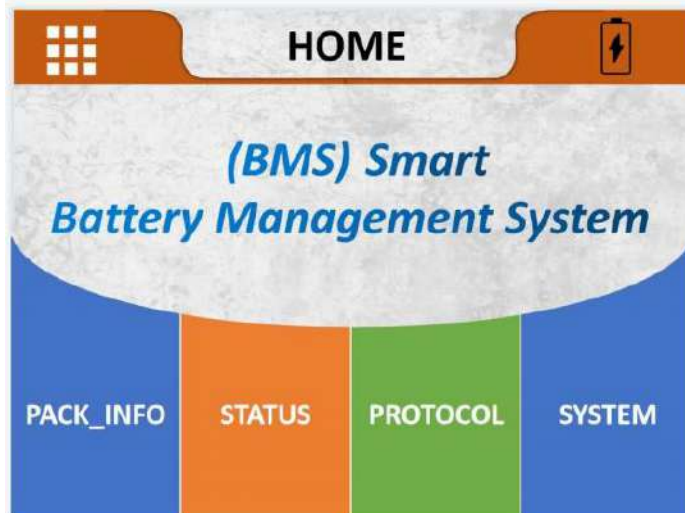 HOME
(BMS) Smart
Battery Management System
PACK_INFO
STATUS
PROTOCOL
SYSTEM